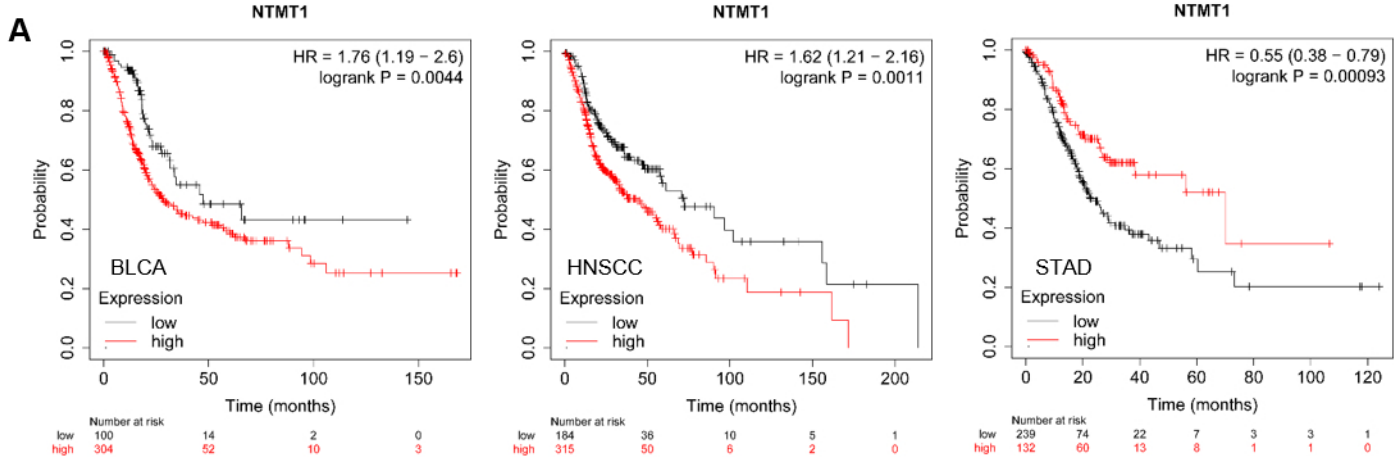 A
NTMT1
HR = 1.76 (1.19 − 2.6)
logrank P = 0.0044
Probability
1.0
0.8
0.6
0.4
0.2
0.0
BLCA
Expression
low
high
0 50 100 150
Time (months)
Number at risk
low 100 14 2 0
high 304 52 10 3
NTMT1
HR = 1.62 (1.21 − 2.16)
logrank P = 0.0011
Probability
1.0
0.8
0.6
0.4
0.2
0.0
HNSCC
Expression
low
high
0 50 100 150 200
Time (months)
Number at risk
low 184 36 10 5 1
high 315 50 6 2 0
NTMT1
HR = 0.55 (0.38 − 0.79)
logrank P = 0.00093
Probability
1.0
0.8
0.6
0.4
0.2
0.0
STAD
Expression
low
high
0 20 40 60 80 100 120
Time (months)
Number at risk
low 239 74 22 7 3 3 1
high 132 60 13 8 1 1 0